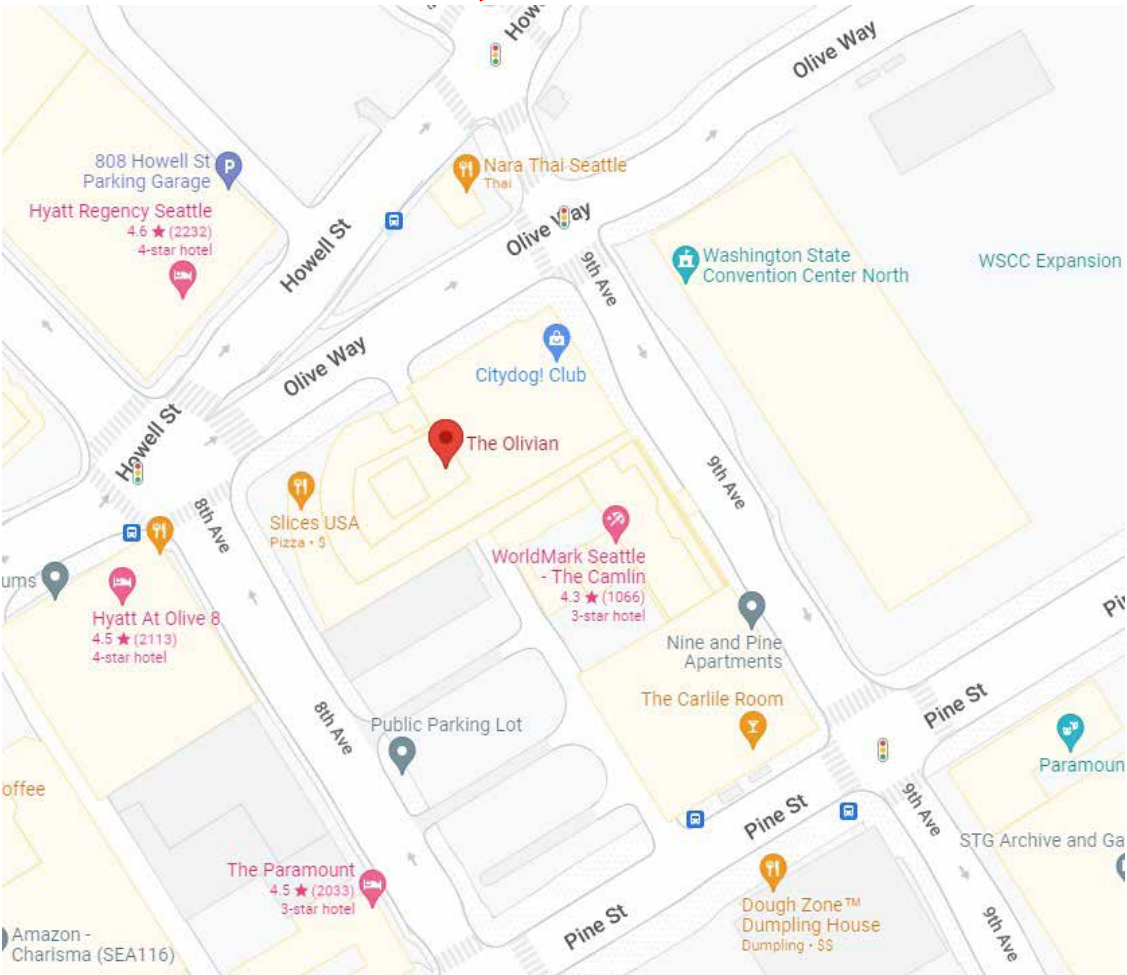 Howe
Olive Way
808 Howell St
Parking Garage
P
Nara Thai Seattle
Thai
Hyatt Regency Seattle
4.6 ★ (2232)
4-star hotel
Howell St
Olive Way
9th Ave
Washington State
Convention Center North
WSCC Expansion
Olive Way
Citydog! Club
Howell St
The Olivian
9th Ave
8th Ave
Slices USA
Pizza • $
WorldMark Seattle
- The Camlin
4.3 ★ (1066)
3-star hotel
ums
Hyatt At Olive 8
4.5 ★ (2113)
4-star hotel
Nine and Pine
Apartments
Pi
The Carlile Room
Pine St
8th Ave
Public Parking Lot
Paramoun
offee
9th Ave
Pine St
STG Archive and Ga
The Paramount
4.5 ★ (2033)
3-star hotel
Dough Zone™
Dumpling House
Dumpling • $$
Pine St
9th Ave
Amazon -
Charisma (SEA116)